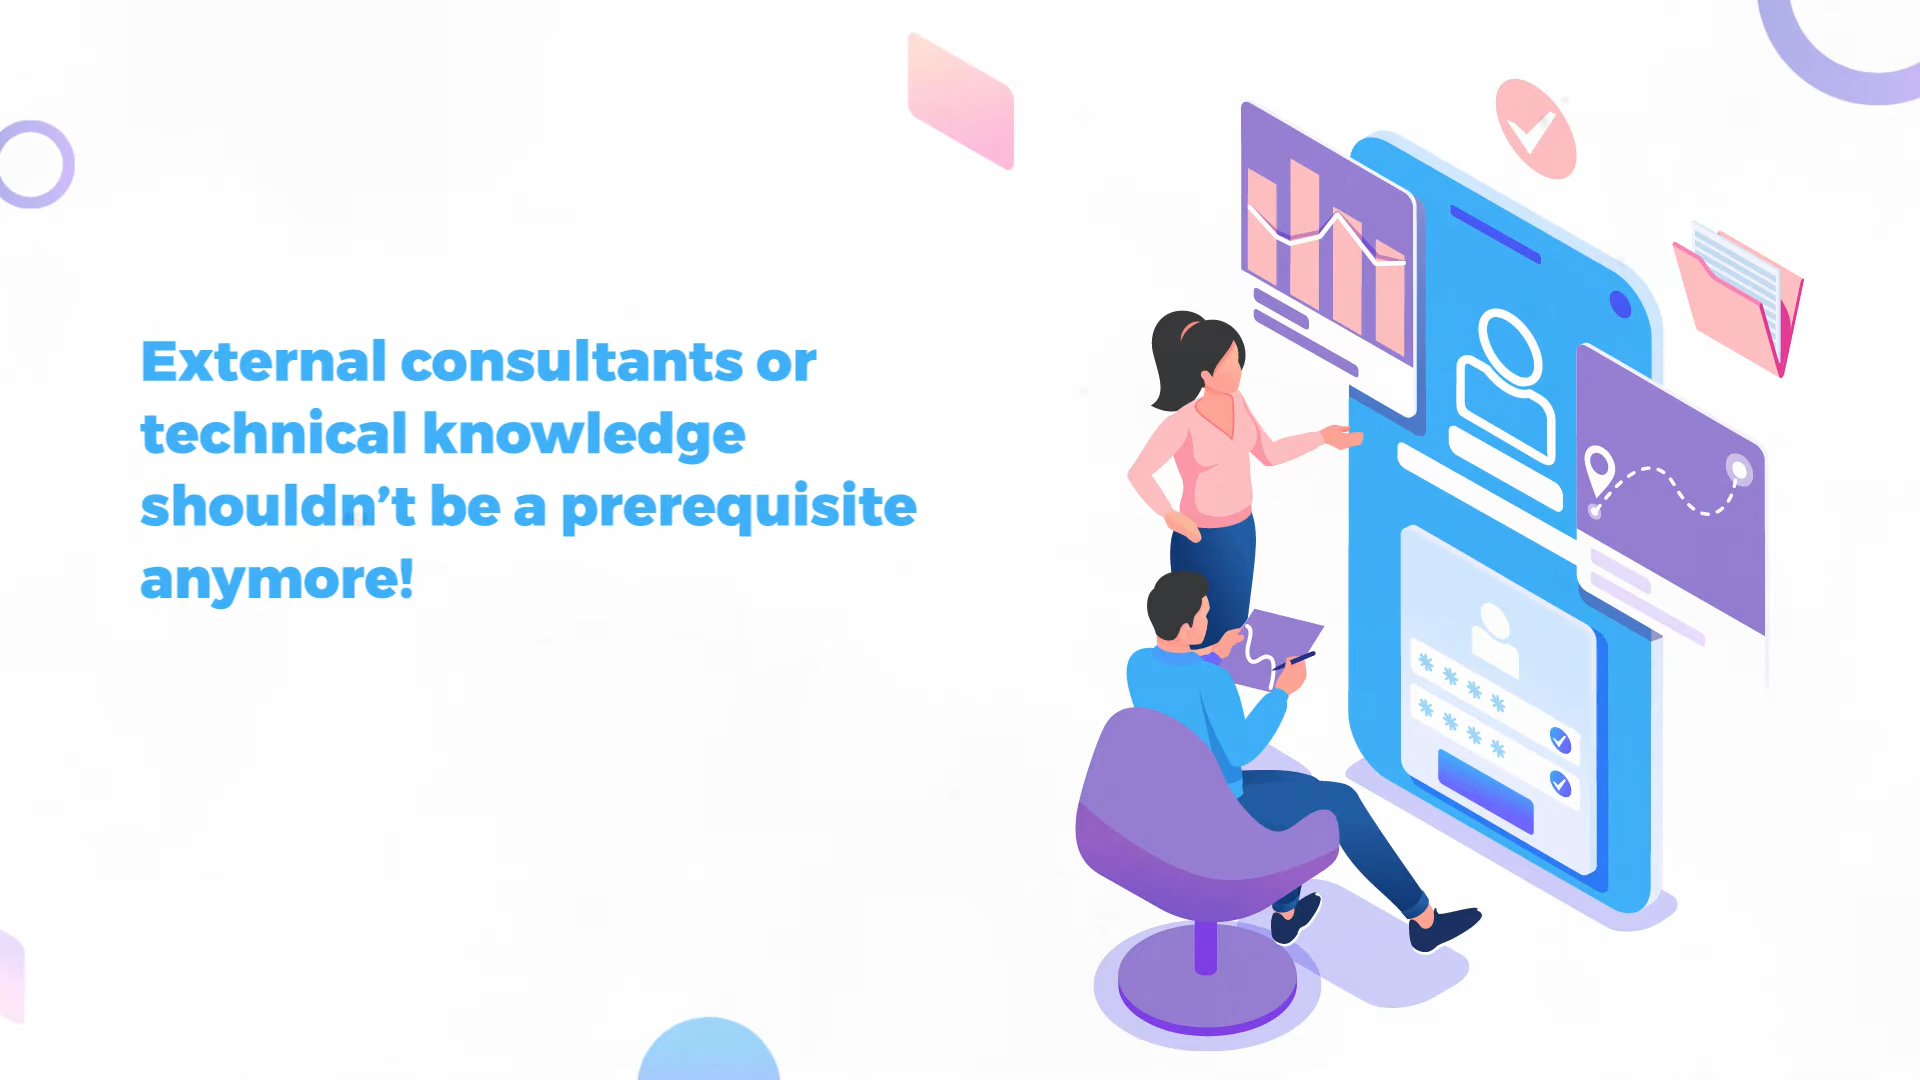 External consultants or
technical knowledge
shouldn’t be a prerequisite
anymore!